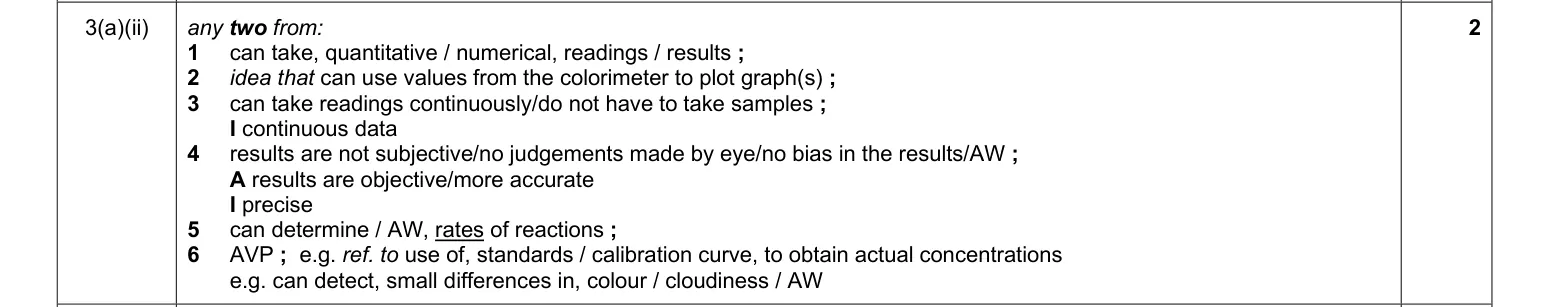 3(a)(ii) any two from: 2
1 can take, quantitative / numerical, readings / results ;
2 idea that can use values from the colorimeter to plot graph(s) ;
3 can take readings continuously/do not have to take samples ;
I continuous data
4 results are not subjective/no judgements made by eye/no bias in the results/AW ;
A results are objective/more accurate
I precise
5 can determine / AW, rates of reactions ;
6 AVP ; e.g. ref. to use of, standards / calibration curve, to obtain actual concentrations
e.g. can detect, small differences in, colour / cloudiness / AW